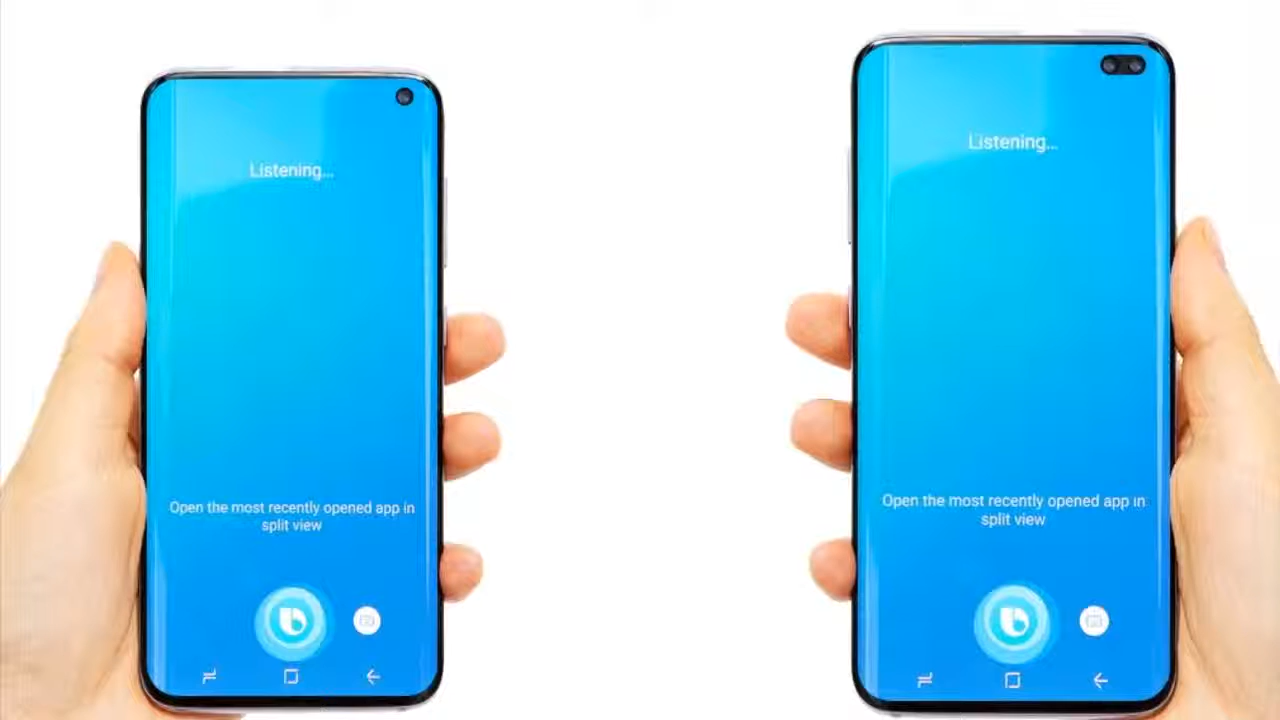 Listening...
Open the most recently opened app in
split view
Listening...
Open the most recently opened app in
split view